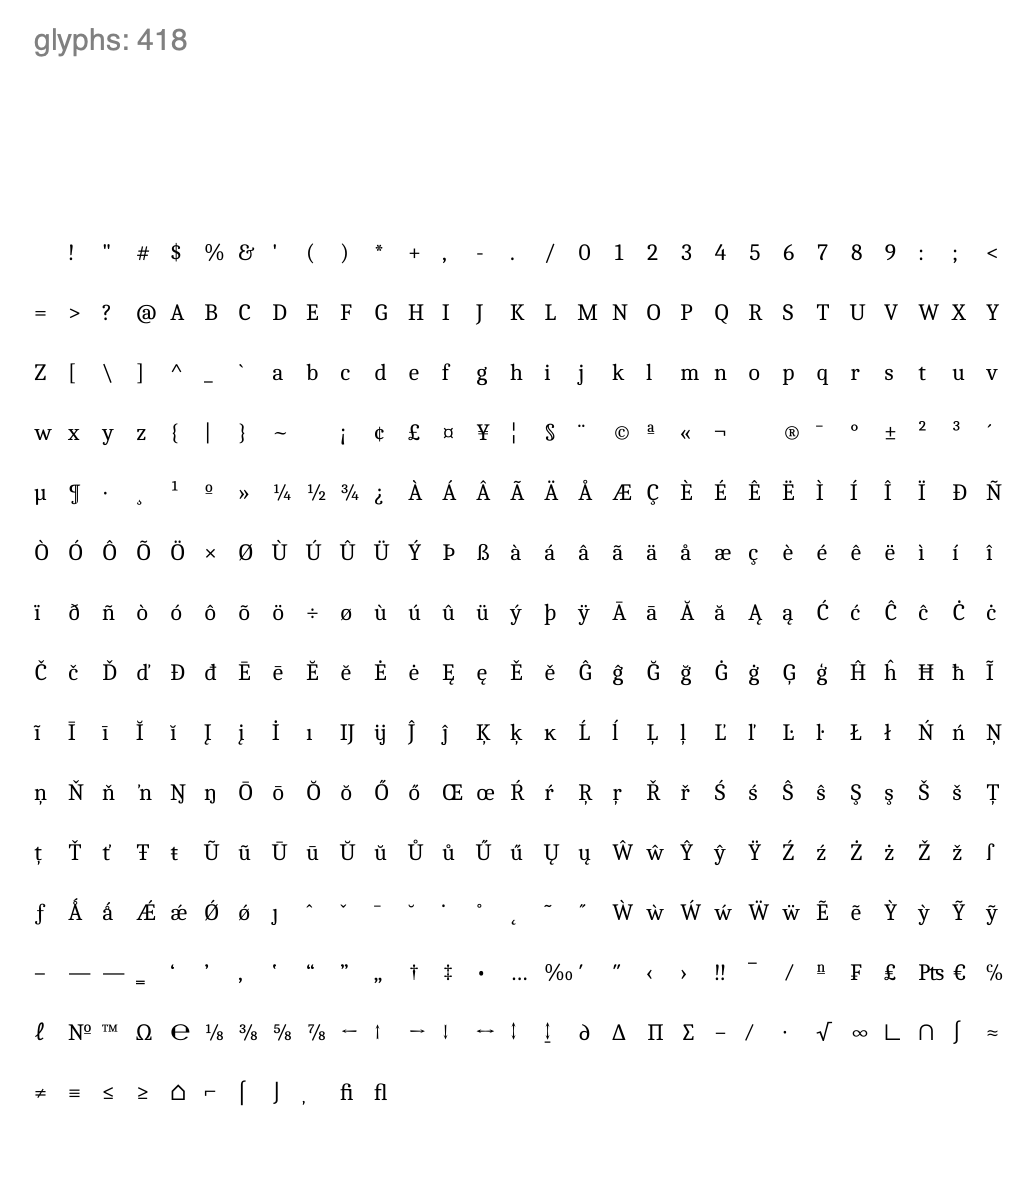 glyphs: 418
! " # $ % & ' ( ) * + , - . / 0 1 2 3 4 5 6 7 8 9 : ; <
= > ? @ A B C D E F G H I J K L M N O P Q R S T U V W X Y
Z [ \ ] ^ _ ` a b c d e f g h i j k l m n o p q r s t u v
w x y z { | } ~ ¡ ¢ £ ¤ ¥ ¦ § ¨ © ª « ¬ ® ¯ ° ± ² ³ ´
µ ¶ · ¸ ¹ º » ¼ ½ ¾ ¿ À Á Â Ã Ä Å Æ Ç È É Ê Ë Ì Í Î Ï Ð Ñ
Ò Ó Ô Õ Ö × Ø Ù Ú Û Ü Ý Þ ß à á â ã ä å æ ç è é ê ë ì í î
ï ð ñ ò ó ô õ ö ÷ ø ù ú û ü ý þ ÿ Ā ā Ă ă Ą ą Ć ć Ĉ ĉ Ċ ċ
Č č Ď ď Đ đ Ē ē Ĕ ĕ Ė ė Ę ę Ě ě Ĝ ĝ Ğ ğ Ġ ġ Ģ ģ Ĥ ĥ Ħ ħ Ĩ
ĩ Ī ī Ĭ ĭ Į į İ ı Ĳ ĳ Ĵ ĵ Ķ ķ ĸ Ĺ ĺ Ļ ļ Ľ ľ Ŀ ŀ Ł ł Ń ń Ņ
ņ Ň ň ŉ Ŋ ŋ Ō ō Ŏ ŏ Ő ő Œ œ Ŕ ŕ Ŗ ŗ Ř ř Ś ś Ŝ ŝ Ş ş Š š Ţ
ţ Ť ť Ŧ ŧ Ũ ũ Ū ū Ŭ ŭ Ů ů Ű ű Ų ų Ŵ ŵ Ŷ ŷ Ÿ Ź ź Ż ż Ž ž ſ
ƒ Ǻ á Ǽ ǽ Ǿ ǿ ȷ ˆ ˇ ˉ ˘ ˙ ˚ ˛ ˜ ˝ Ẁ ẁ Ẃ ẃ Ẅ ẅ Ẽ ẽ Ỳ ỳ Ỹ ỹ
– — ― ‗ ‘ ’ ‚ ‛ “ ” „ † ‡ • … ‰ ′ ″ ‹ › ‼ ‾ ⁄ ⁿ ₣ ₤ ₧ € ℅
ℓ № ™ Ω ℮ ⅛ ⅜ ⅝ ⅞ ← ↑ → ↓ ↔ ↕ ↨ ∂ ∆ ∏ ∑ − ∕ ∙ √ ∞ ∟ ∩ ∫ ≈
≠ ≡ ≤ ≥ ⌂ ⌐ ⌠ ⌡ , ﬁ ﬂ